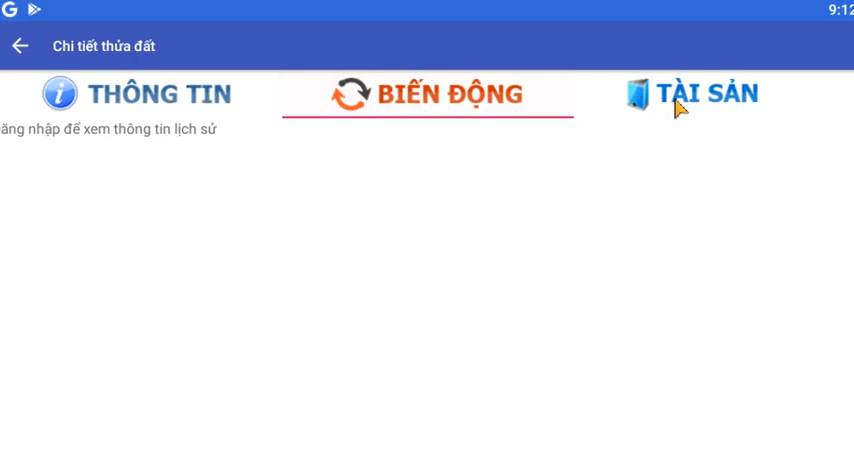 9:12
Chi tiết thửa đất
THÔNG TIN
BIẾN ĐỘNG
TÀI SẢN
nhập để xem thông tin lịch sử